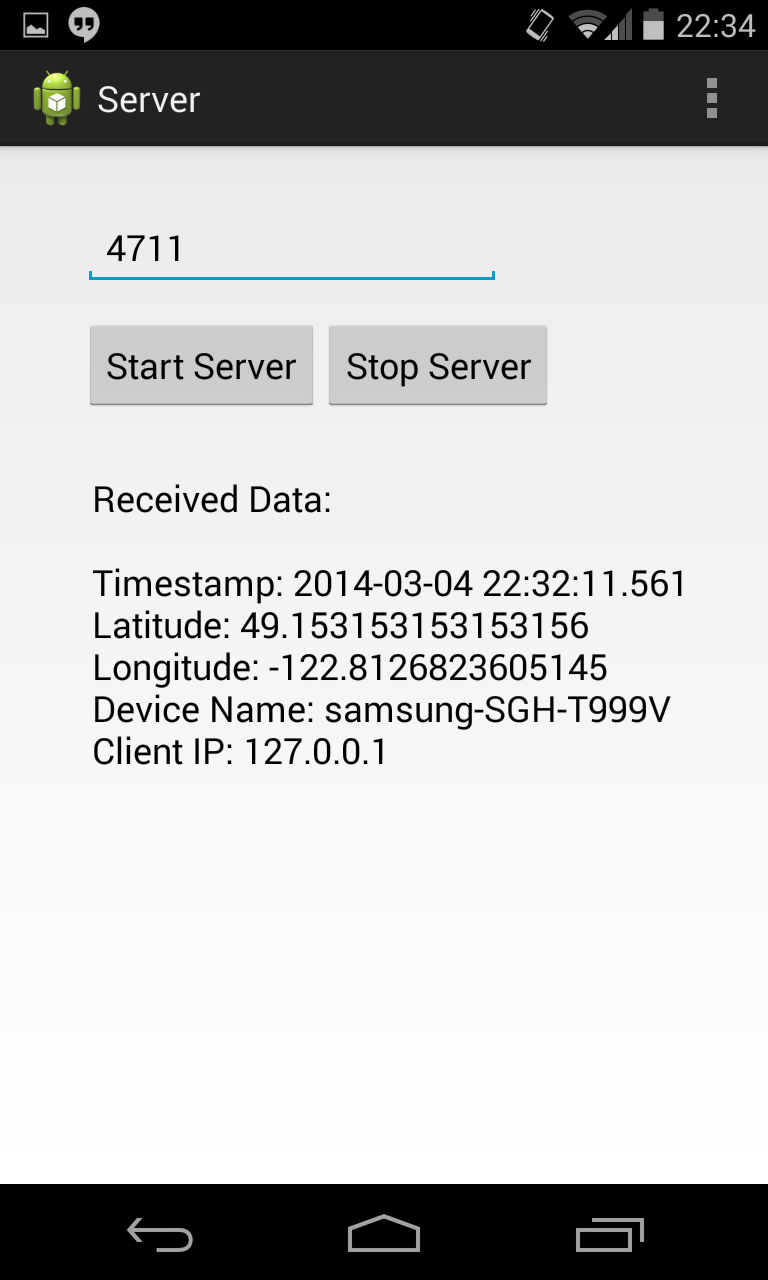 22:34
Server
4711
Start Server Stop Server
Received Data:
Timestamp: 2014-03-04 22:32:11.561
Latitude: 49.153153153153156
Longitude: -122.8126823605145
Device Name: samsung-SGH-T999V
Client IP: 127.0.0.1